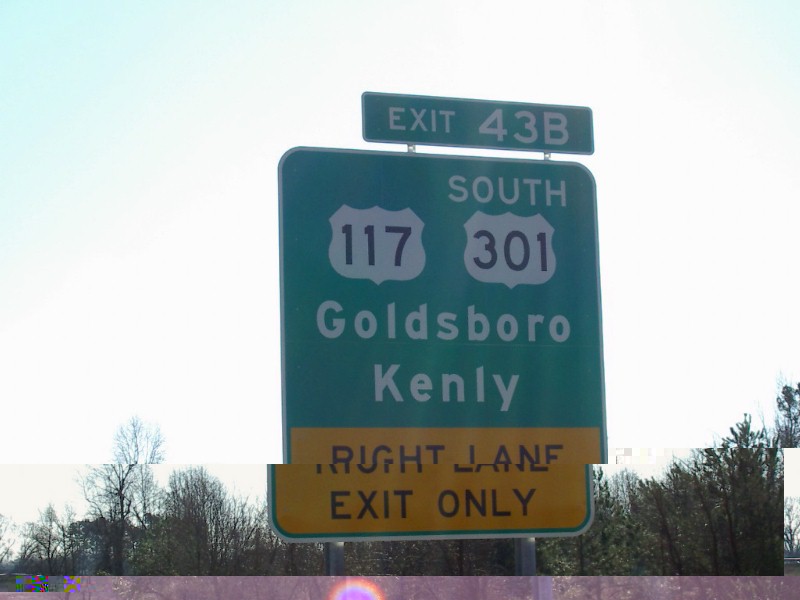 EXIT 43B
SOUTH
117 301
Goldsboro
Kenly
RIGHT LANE
EXIT ONLY